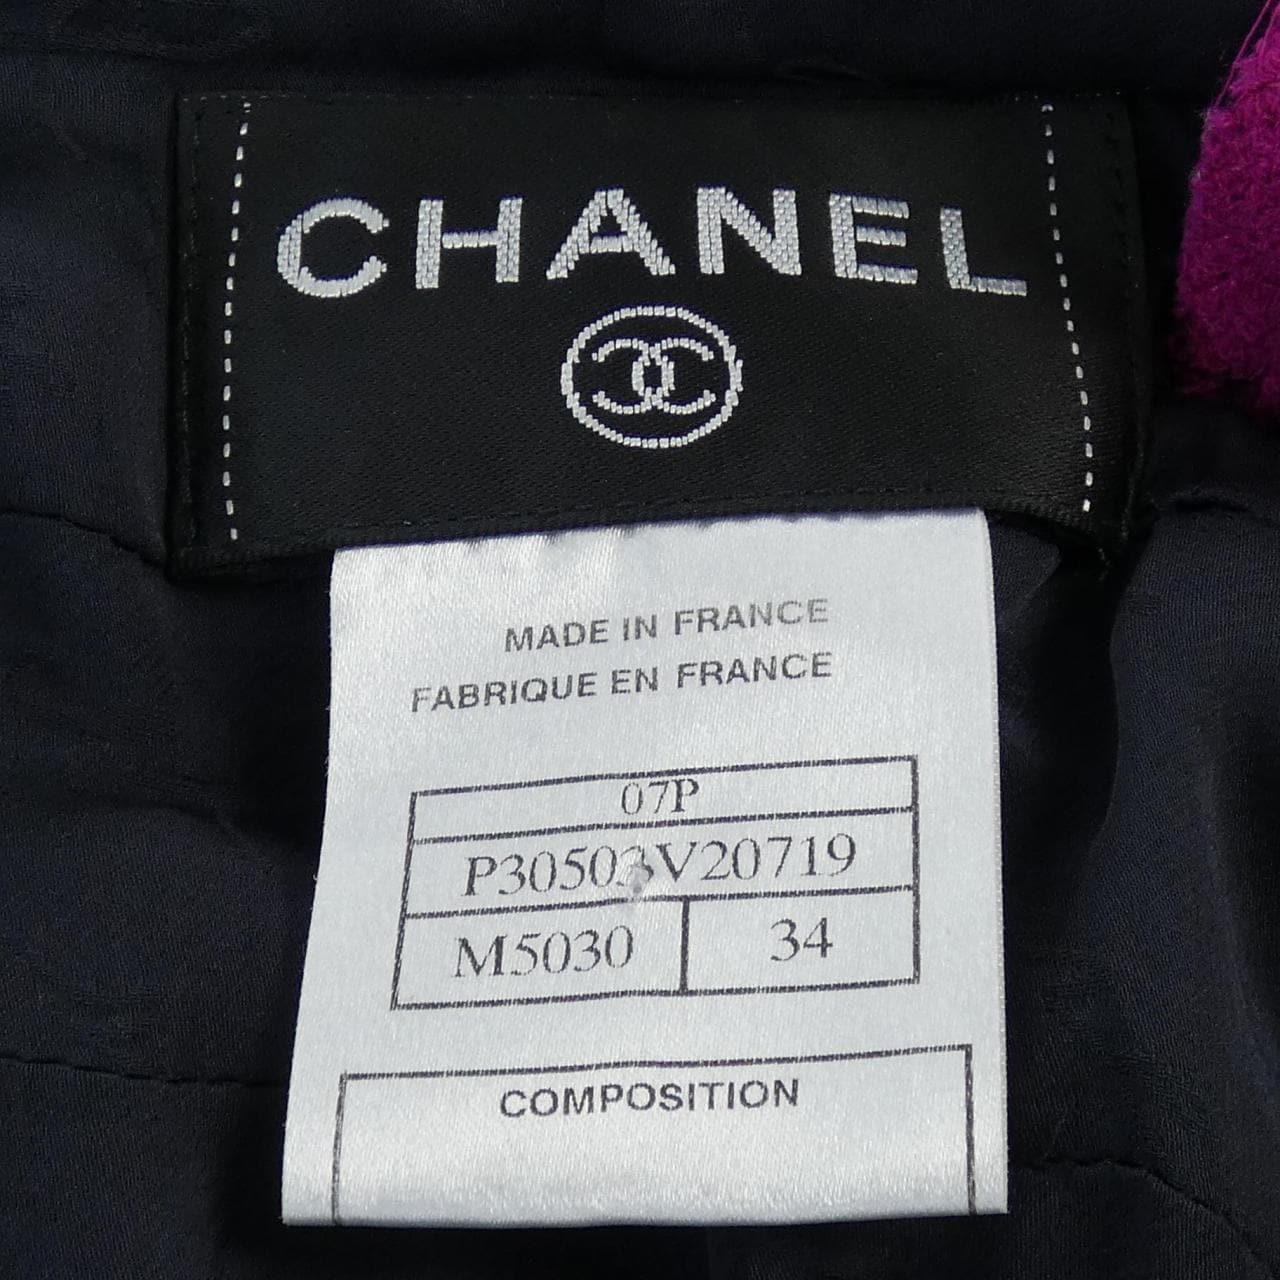 CHANEL
MADE IN FRANCE
FABRIQUE EN FRANCE
07P
P30503V20719
M5030 34
COMPOSITION